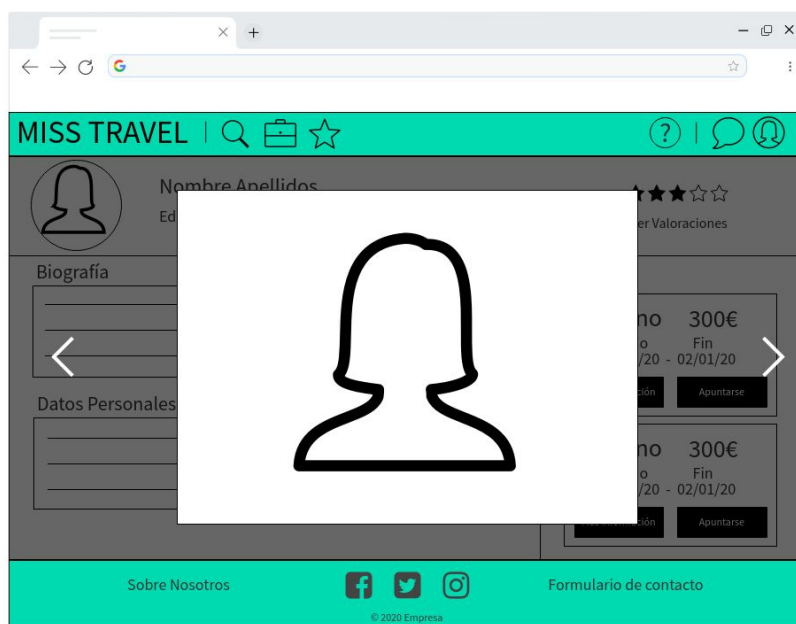 MISS TRAVEL
?
Nombre Apellidos
Ed
er Valoraciones
Biografía
no 300€
o Fin
/20 - 02/01/20
ción Apuntarse
Datos Personales
no 300€
o Fin
/20 - 02/01/20
ción Apuntarse
Sobre Nosotros
Formulario de contacto
© 2020 Empresa